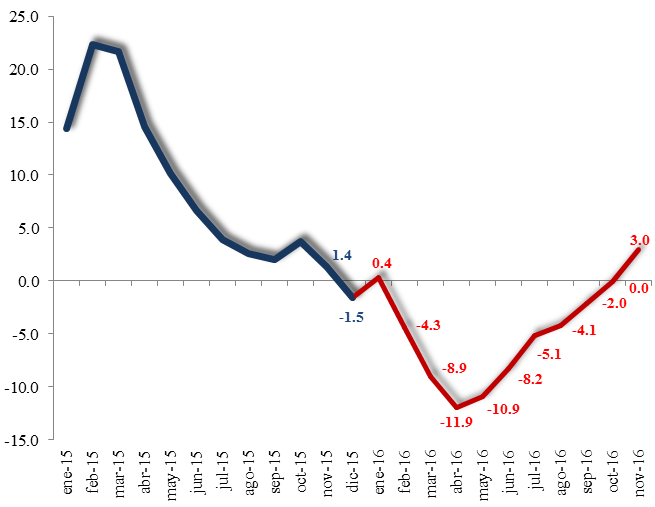 25.0
20.0
15.0
10.0
5.0
0.0
-5.0
-10.0
-15.0
1.4
-1.5
0.4
-4.3
-8.9
-11.9
-10.9
-8.2
-5.1
-4.1
-2.0
0.0
3.0
ene-15
feb-15
mar-15
abr-15
may-15
jun-15
jul-15
ago-15
sep-15
oct-15
nov-15
dic-15
ene-16
feb-16
mar-16
abr-16
may-16
jun-16
jul-16
ago-16
sep-16
oct-16
nov-16